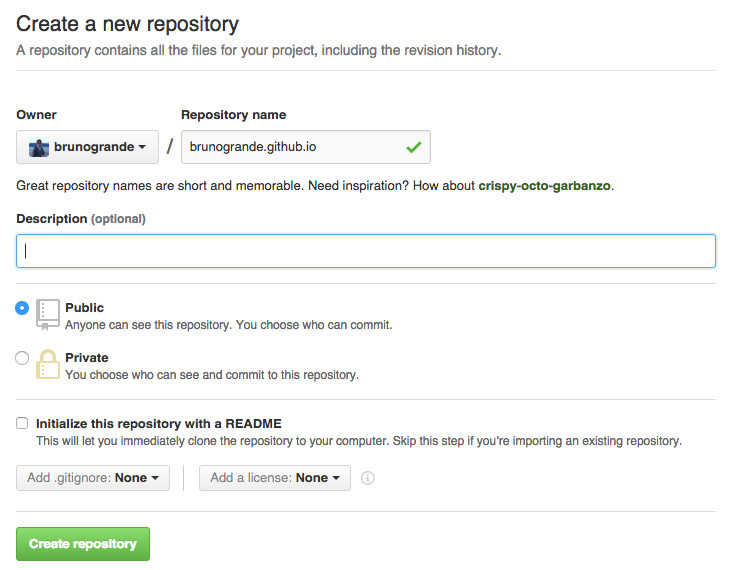 Create a new repository
A repository contains all the files for your project, including the revision history.
Owner Repository name
brunogrande / brunogrande.github.io
Great repository names are short and memorable. Need inspiration? How about crispy-octo-garbanzo.
Description (optional)
Public
Anyone can see this repository. You choose who can commit.
Private
You choose who can see and commit to this repository.
Initialize this repository with a README
This will let you immediately clone the repository to your computer. Skip this step if you're importing an existing repository.
Add .gitignore: None Add a license: None
Create repository